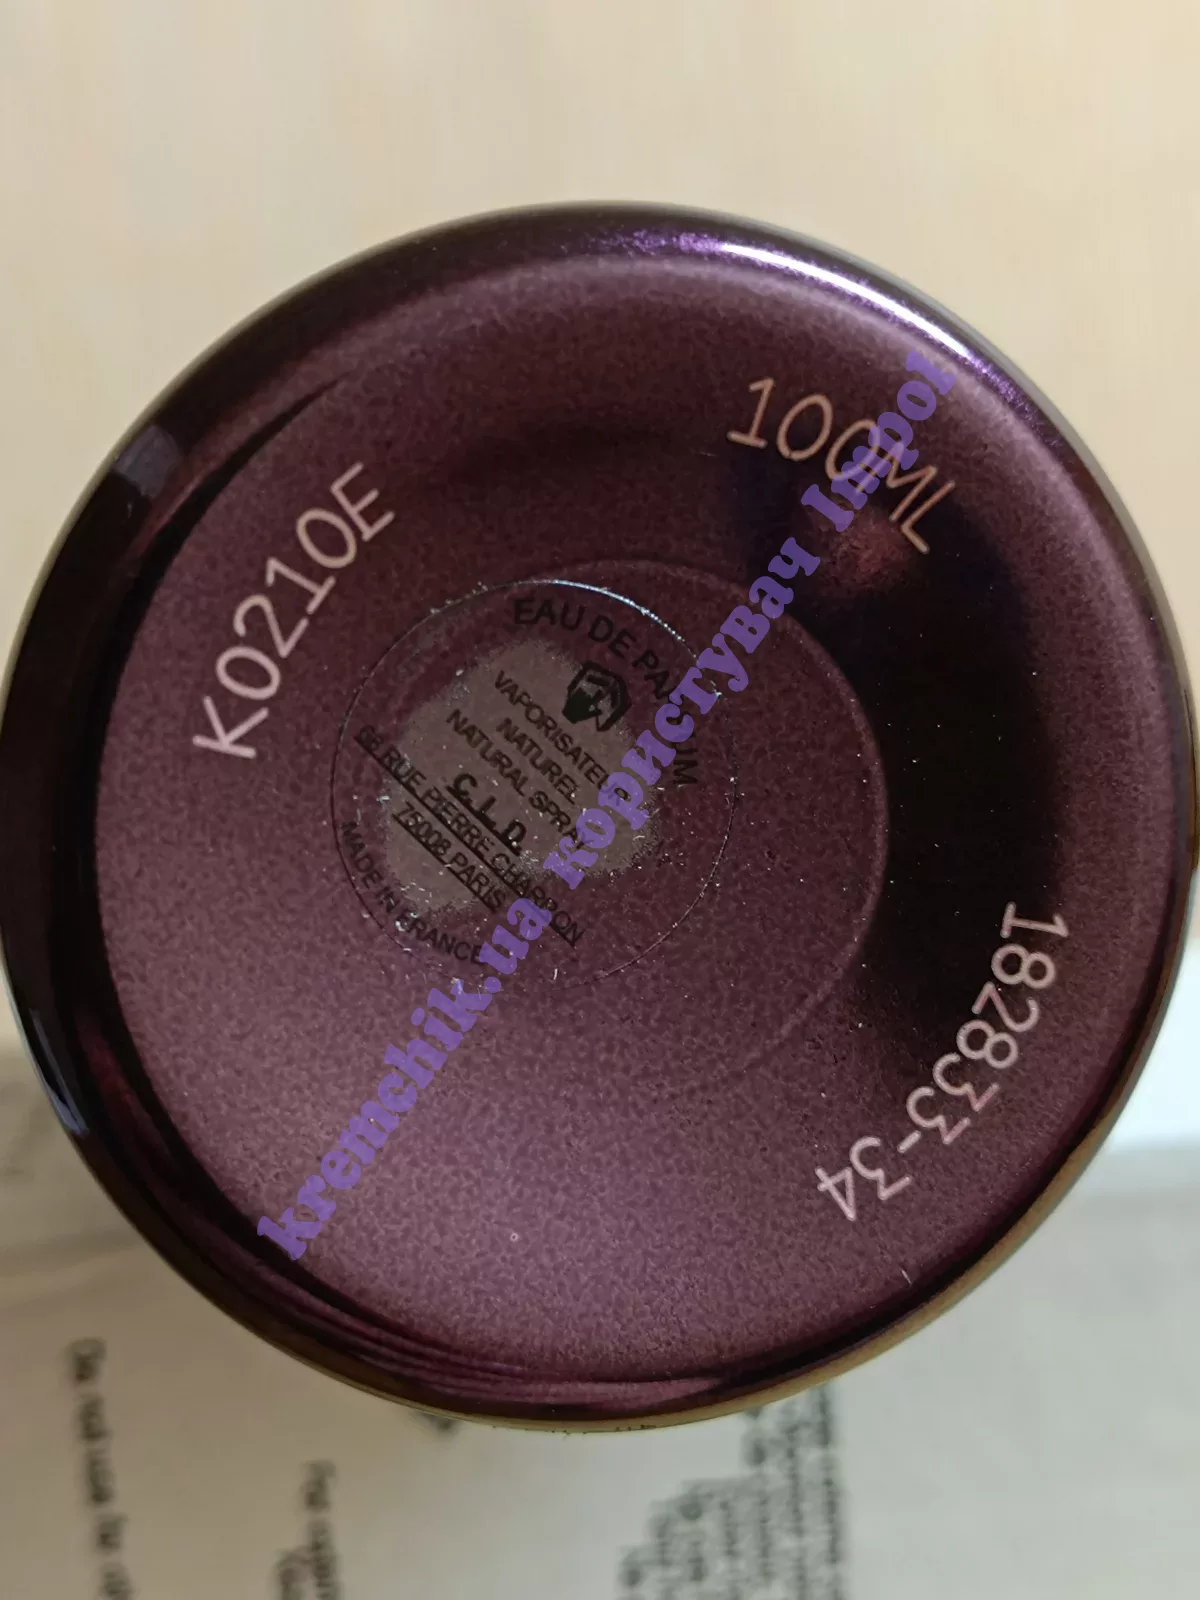 100ML
K0210E
EAU DE PARFUM
VAPORISATEUR
NATUREL
NATURAL SPRAY
C.L.D.
66 RUE PIERRE CHARRON
75008 PARIS
MADE IN FRANCE
182833-34
kremchik.ua користувач Impol